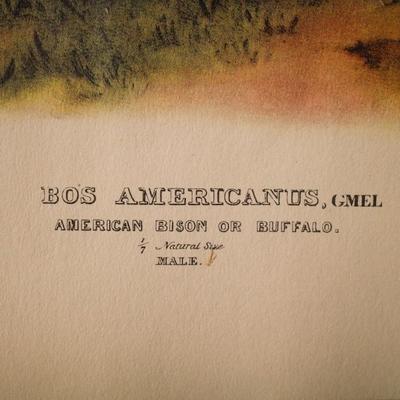 BOS AMERICANUS, GMEL
AMERICAN BISON OR BUFFALO.
1/7 Natural Size
MALE.